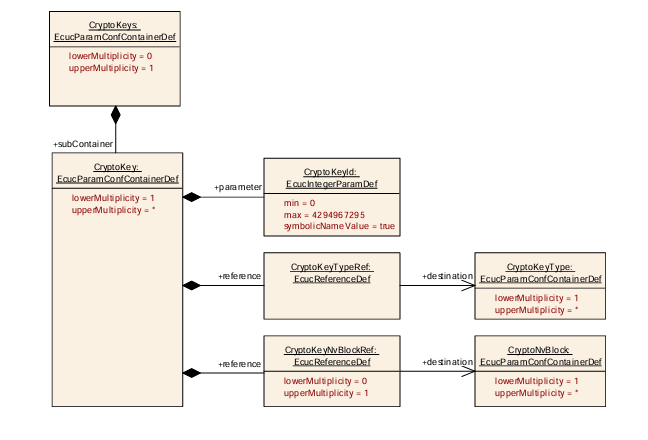 CryptoKeys:
EcucParamConfContainerDef
lowerMultiplicity = 0
upperMultiplicity = 1
+subContainer
CryptoKey:
EcucParamConfContainerDef
lowerMultiplicity = 1
upperMultiplicity = *
+parameter
CryptoKeyId:
EcucIntegerParamDef
min = 0
max = 4294967295
symbolicNameValue = true
+reference
CryptoKeyTypeRef:
EcucReferenceDef
+destination
CryptoKeyType:
EcucParamConfContainerDef
lowerMultiplicity = 1
upperMultiplicity = *
+reference
CryptoKeyNvBlockRef:
EcucReferenceDef
lowerMultiplicity = 0
upperMultiplicity = 1
+destination
CryptoNvBlock:
EcucParamConfContainerDef
lowerMultiplicity = 1
upperMultiplicity = *